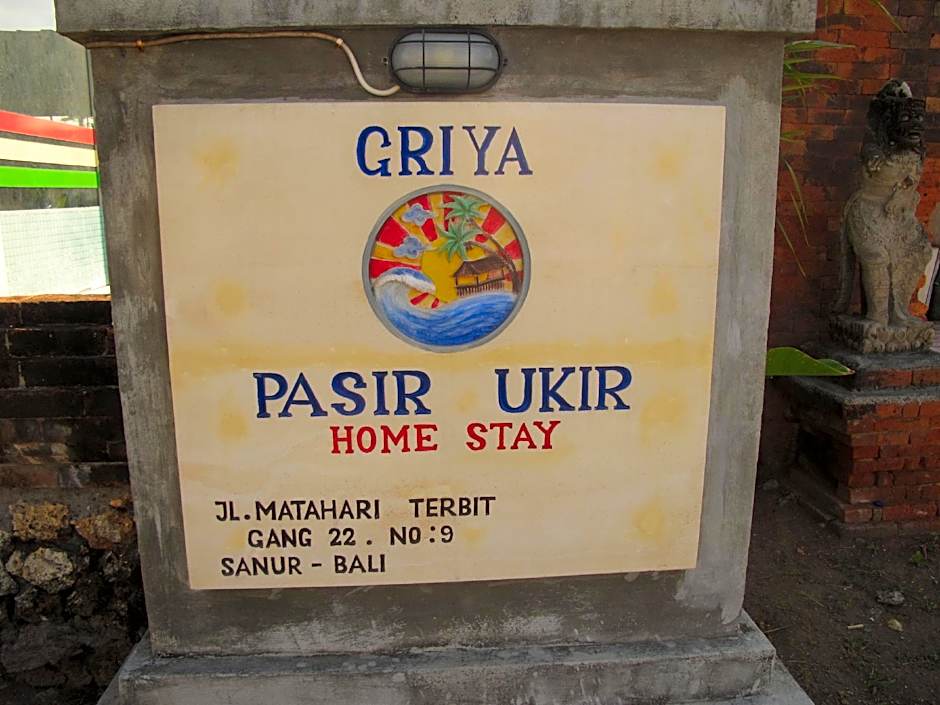 GRIYA
PASIR UKIR
HOME STAY
JL.MATAHARI TERBIT
GANG 22. NO:9
SANUR - BALI